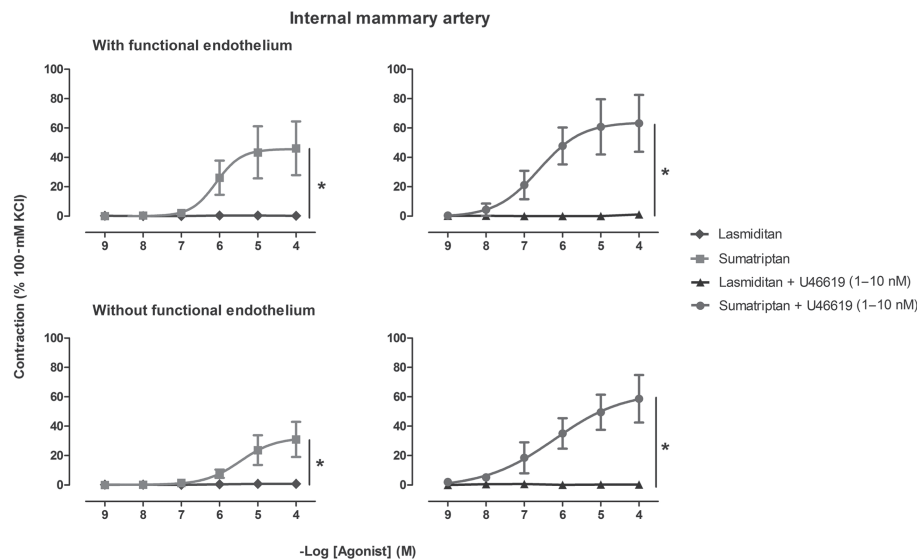 Internal mammary artery
With functional endothelium
100
80
60
40
20
0
*
9 8 7 6 5 4
100
80
60
40
20
0
*
9 8 7 6 5 4
Lasmiditan
Sumatriptan
Lasmiditan + U46619 (1–10 nM)
Sumatriptan + U46619 (1–10 nM)
Contraction (% 100-mM KCl)
Without functional endothelium
100
80
60
40
20
0
*
9 8 7 6 5 4
100
80
60
40
20
0
*
9 8 7 6 5 4
-Log [Agonist] (M)